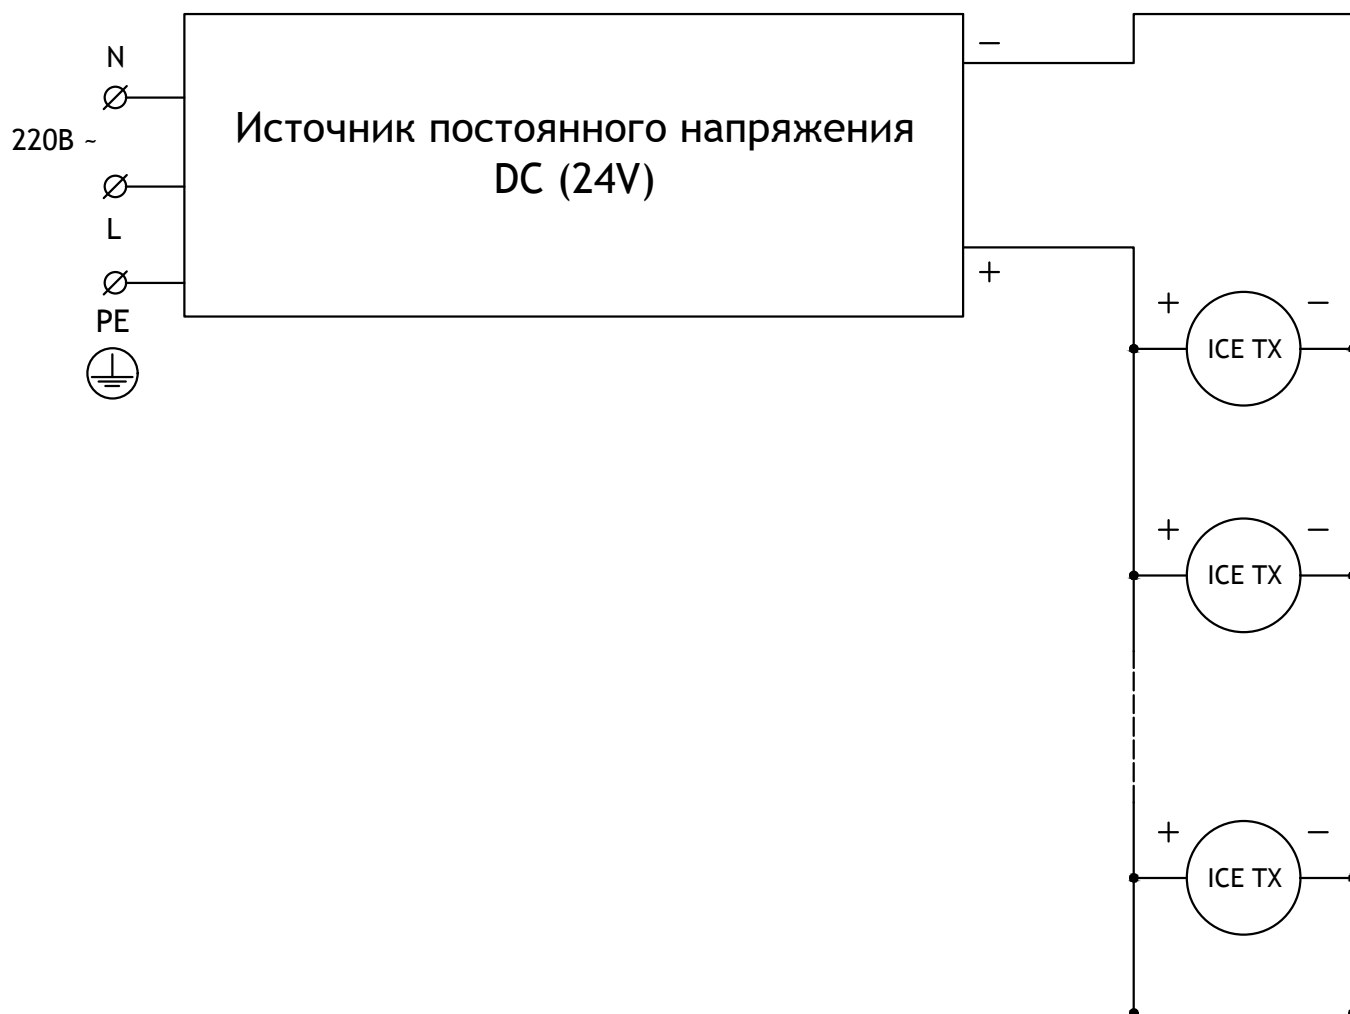 N
220В ~
L
PE
Источник постоянного напряжения
DC (24V)
−
+
+ ICE TX −
+ ICE TX −
+ ICE TX −